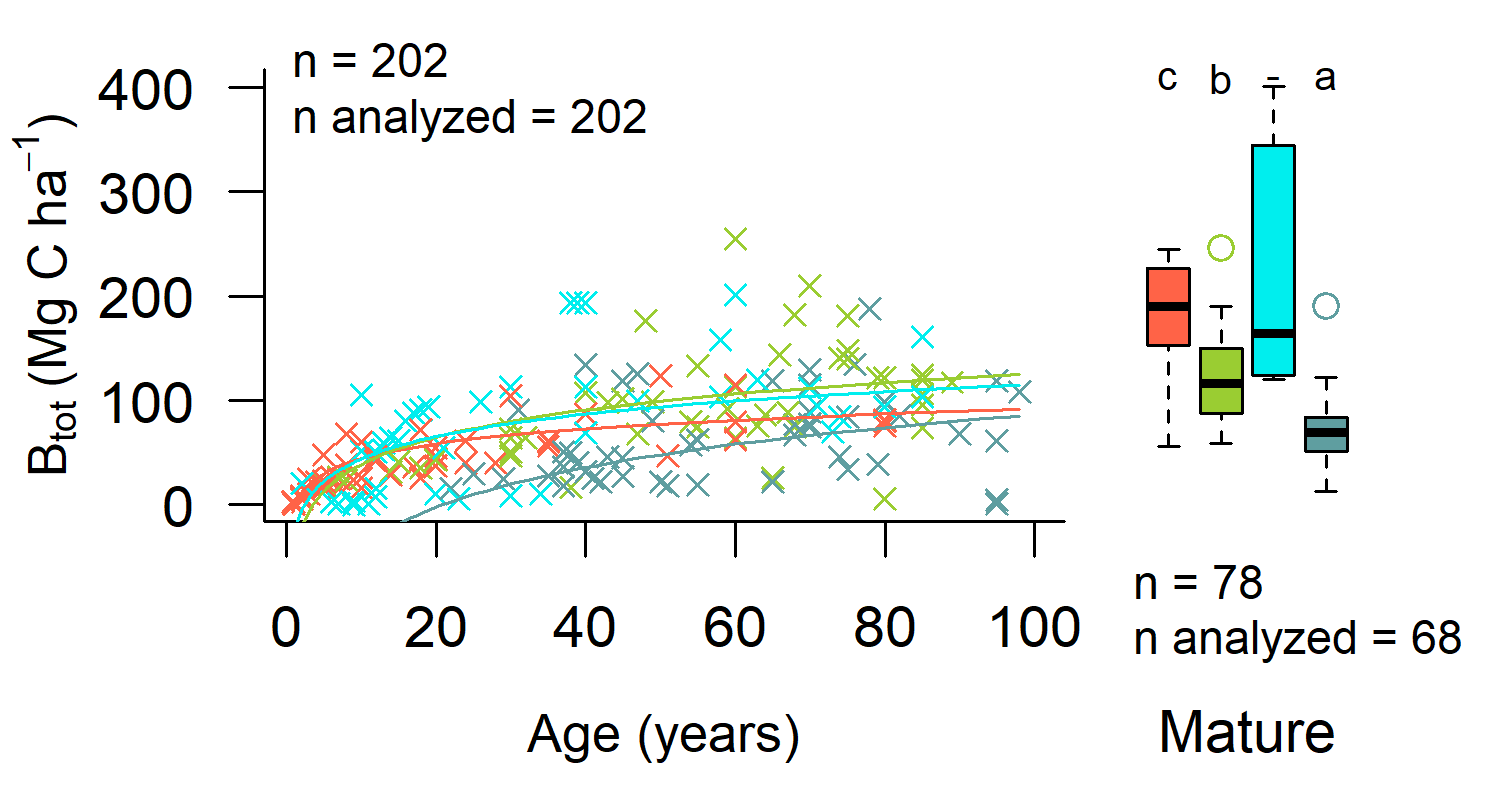 n = 202
n analyzed = 202
B_tot (Mg C ha⁻¹)
400
300
200
100
0
0 20 40 60 80 100
Age (years)
c b - a
n = 78
n analyzed = 68
Mature